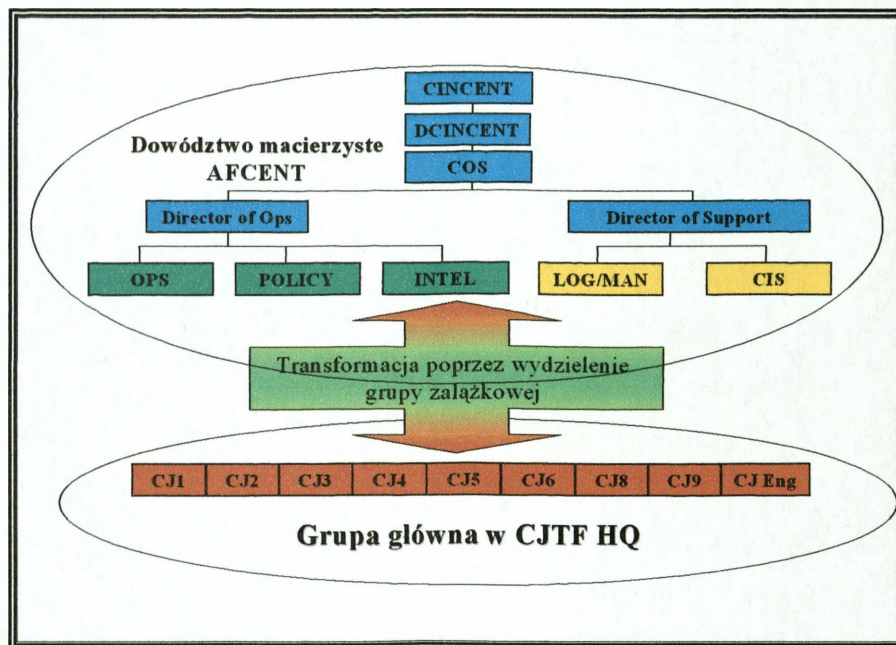 CINCENT
DCINCENT
Dowództwo macierzyste
AFCENT
COS
Director of Ops
Director of Support
OPS
POLICY
INTEL
LOG/MAN
CIS
Transformacja poprzez wydzielenie
grupy zalążkowej
CJ1
CJ2
CJ3
CJ4
CJ5
CJ6
CJ8
CJ9
CJ Eng
Grupa główna w CJTF HQ